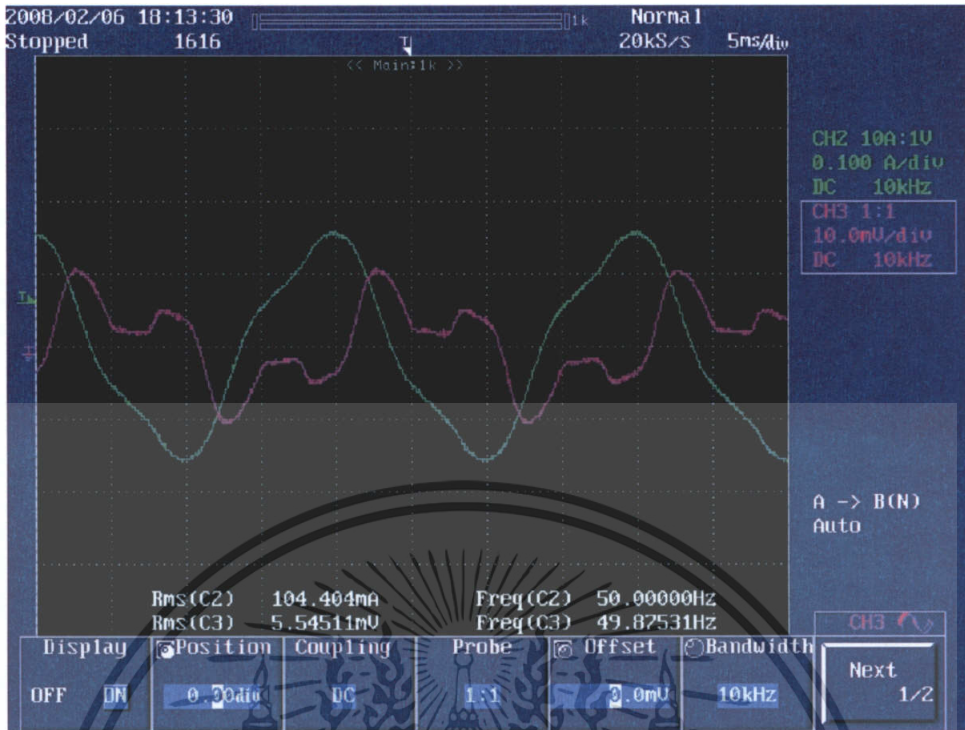 2008/02/06 18:13:30 1k Normal
Stopped 1616 T 20kS/s 5ms/div
<< Main:1k >>
CH2 10A:1V
0.100 A/div
DC 10kHz
CH3 1:1
10.0mV/div
DC 10kHz
T
A -> B(N)
Auto
Rms(C2) 104.404mA Freq(C2) 50.00000Hz
Rms(C3) 5.54511mV Freq(C3) 49.87531Hz
CH3
Display Position Coupling Probe Offset Bandwidth
Next
OFF ON 0.00div DC 1:1 0.0mV 10kHz 1/2